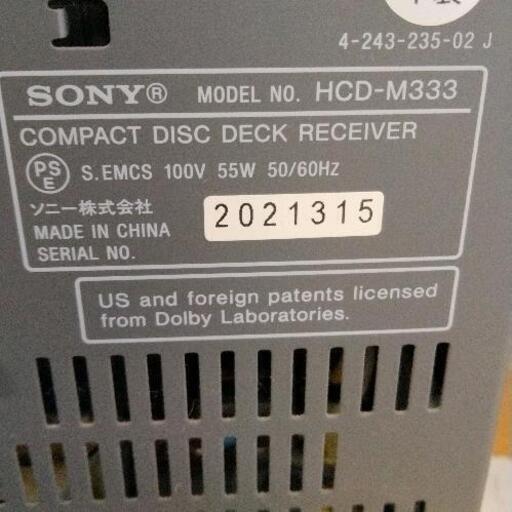 4-243-235-02 J
SONY® MODEL NO. HCD-M333
COMPACT DISC DECK RECEIVER
PSE S.EMCS 100V 55W 50/60HZ
ソニー株式会社
MADE IN CHINA
SERIAL NO.
2021315
US and foreign patents licensed
from Dolby Laboratories.